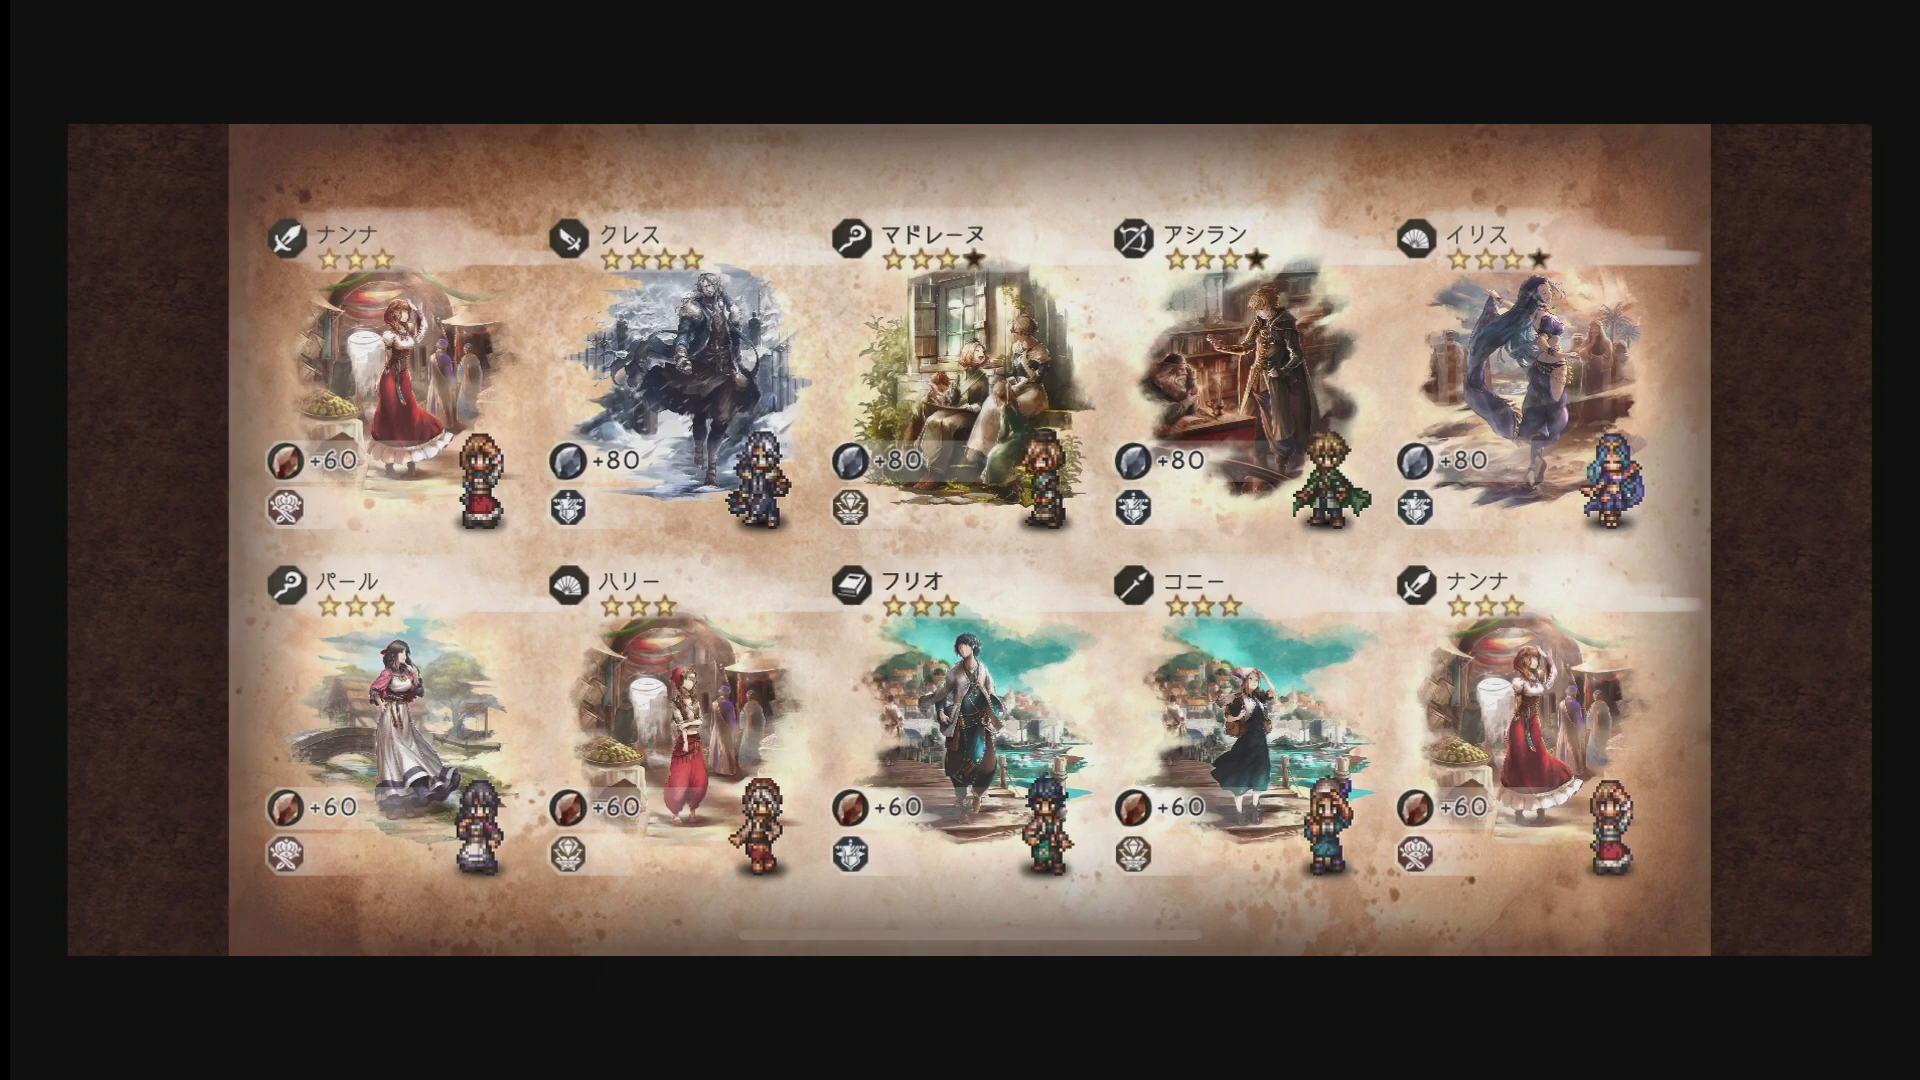 ナンナ
クレス
マドレーヌ
アシラン
イリス
+60
+80
+80
+80
+80
パール
ハリー
フリオ
コニー
ナンナ
+60
+60
+60
+60
+60